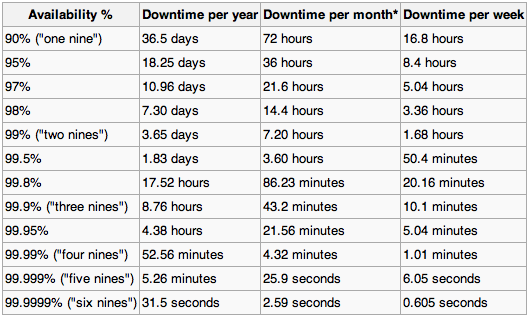 Availability % Downtime per year Downtime per month* Downtime per week
90% ("one nine") 36.5 days 72 hours 16.8 hours
95% 18.25 days 36 hours 8.4 hours
97% 10.96 days 21.6 hours 5.04 hours
98% 7.30 days 14.4 hours 3.36 hours
99% ("two nines") 3.65 days 7.20 hours 1.68 hours
99.5% 1.83 days 3.60 hours 50.4 minutes
99.8% 17.52 hours 86.23 minutes 20.16 minutes
99.9% ("three nines") 8.76 hours 43.2 minutes 10.1 minutes
99.95% 4.38 hours 21.56 minutes 5.04 minutes
99.99% ("four nines") 52.56 minutes 4.32 minutes 1.01 minutes
99.999% ("five nines") 5.26 minutes 25.9 seconds 6.05 seconds
99.9999% ("six nines") 31.5 seconds 2.59 seconds 0.605 seconds